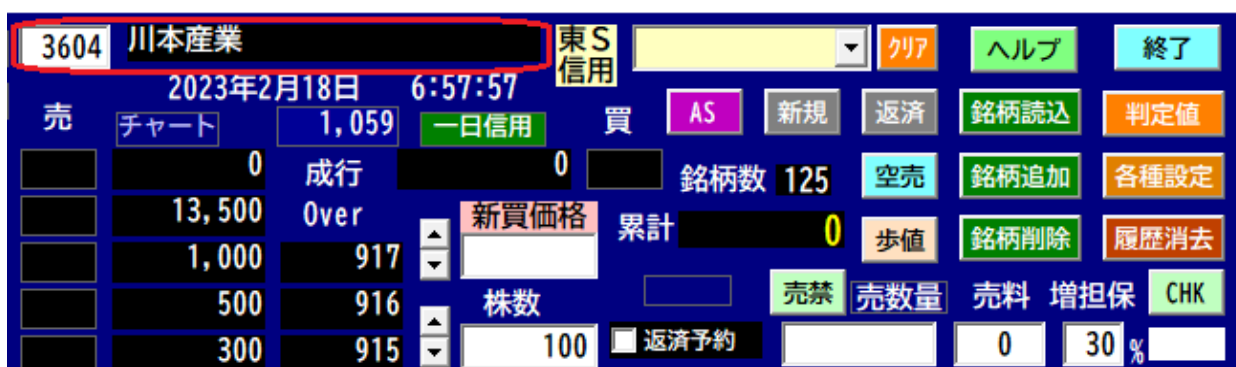 3604 川本産業 東S 信用 クリア ヘルプ 終了
2023年2月18日 6:57:57
売 チャート 1,059 一日信用 買 AS 新規 返済 銘柄読込 判定値
0 成行 0 銘柄数 125 空売 銘柄追加 各種設定
13,500 Over 新買価格 累計 0 歩値 銘柄削除 履歴消去
1,000 917
500 916 株数 売禁 売数量 売料 増担保 CHK
300 915 100 返済予約 0 30 %